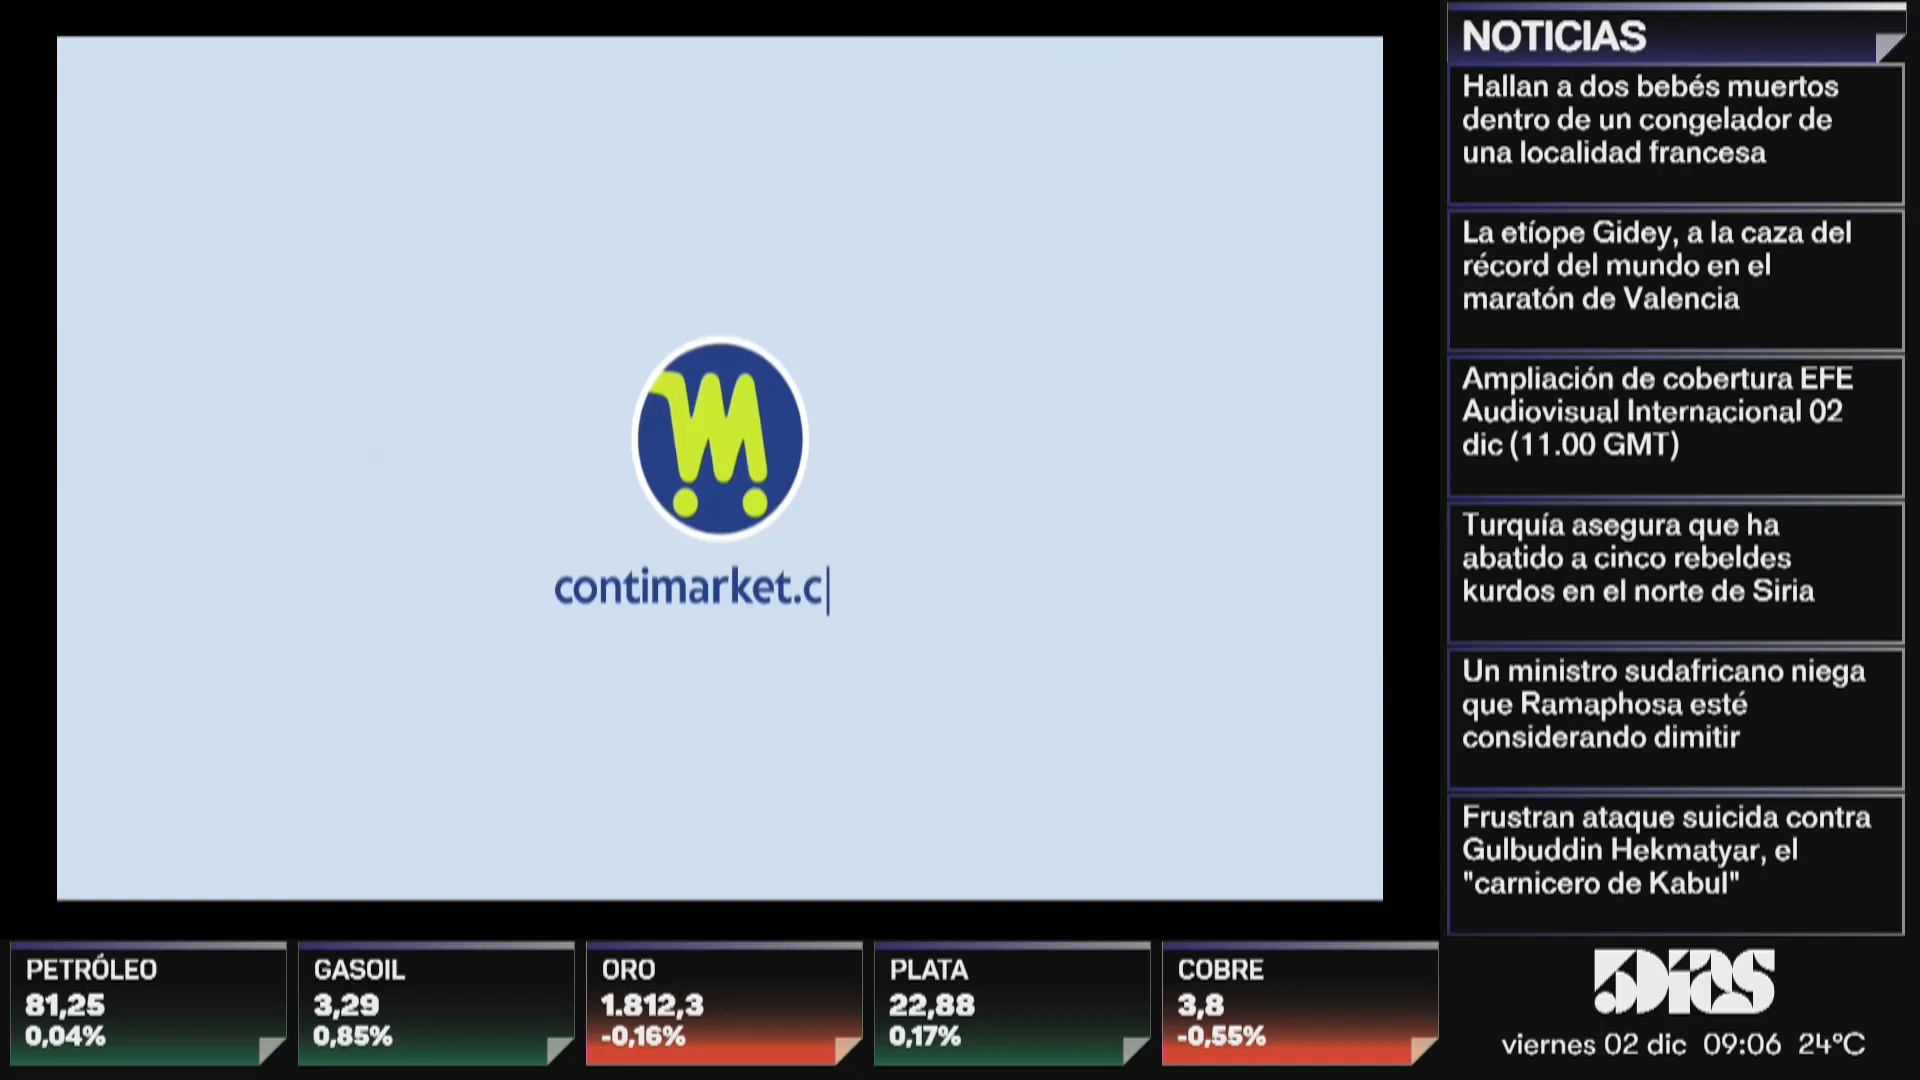 contimarket.c
NOTICIAS
Hallan a dos bebés muertos
dentro de un congelador de
una localidad francesa
La etíope Gidey, a la caza del
récord del mundo en el
maratón de Valencia
Ampliación de cobertura EFE
Audiovisual Internacional 02
dic (11.00 GMT)
Turquía asegura que ha
abatido a cinco rebeldes
kurdos en el norte de Siria
Un ministro sudafricano niega
que Ramaphosa esté
considerando dimitir
Frustran ataque suicida contra
Gulbuddin Hekmatyar, el
"carnicero de Kabul"
PETRÓLEO
81,25
0,04%
GASOIL
3,29
0,85%
ORO
1.812,3
-0,16%
PLATA
22,88
0,17%
COBRE
3,8
-0,55%
5DIAS
viernes 02 dic 09:06 24°C